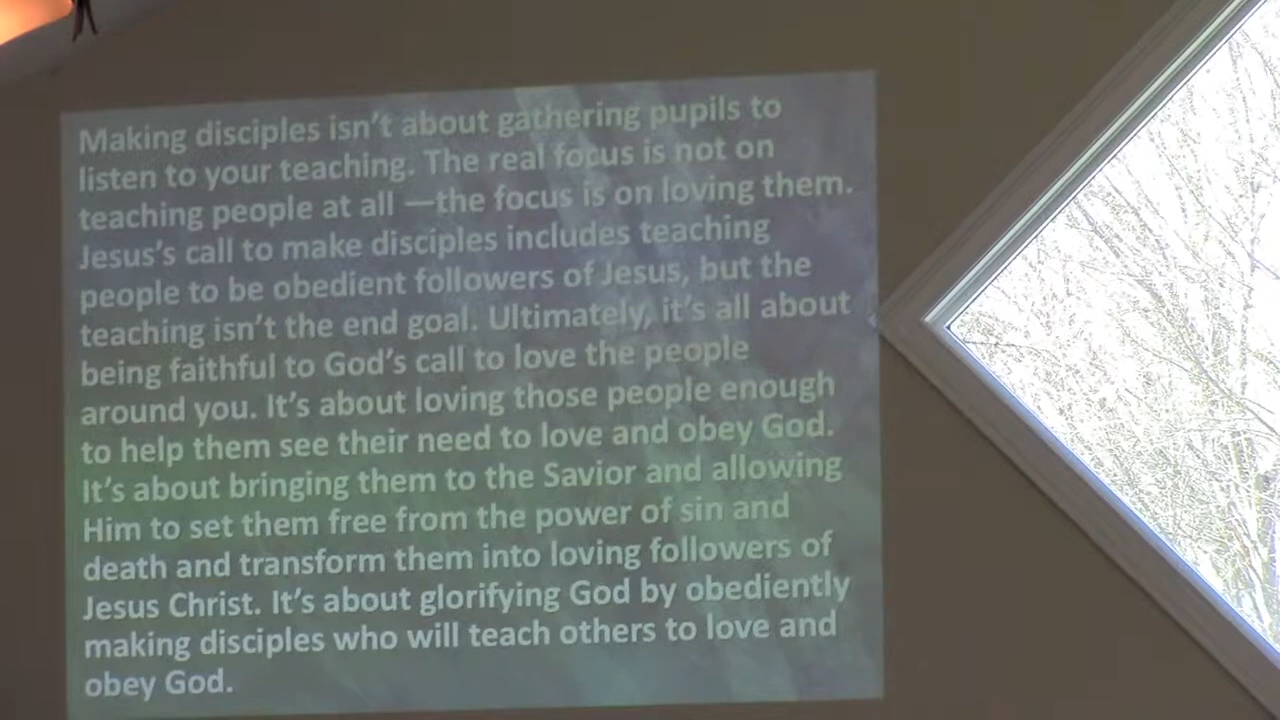 Making disciples isn't about gathering pupils to
listen to your teaching. The real focus is not on
teaching people at all —the focus is on loving them.
Jesus's call to make disciples includes teaching
people to be obedient followers of Jesus, but the
teaching isn't the end goal. Ultimately, it's all about
being faithful to God's call to love the people
around you. It's about loving those people enough
to help them see their need to love and obey God.
It's about bringing them to the Savior and allowing
Him to set them free from the power of sin and
death and transform them into loving followers of
Jesus Christ. It's about glorifying God by obediently
making disciples who will teach others to love and
obey God.